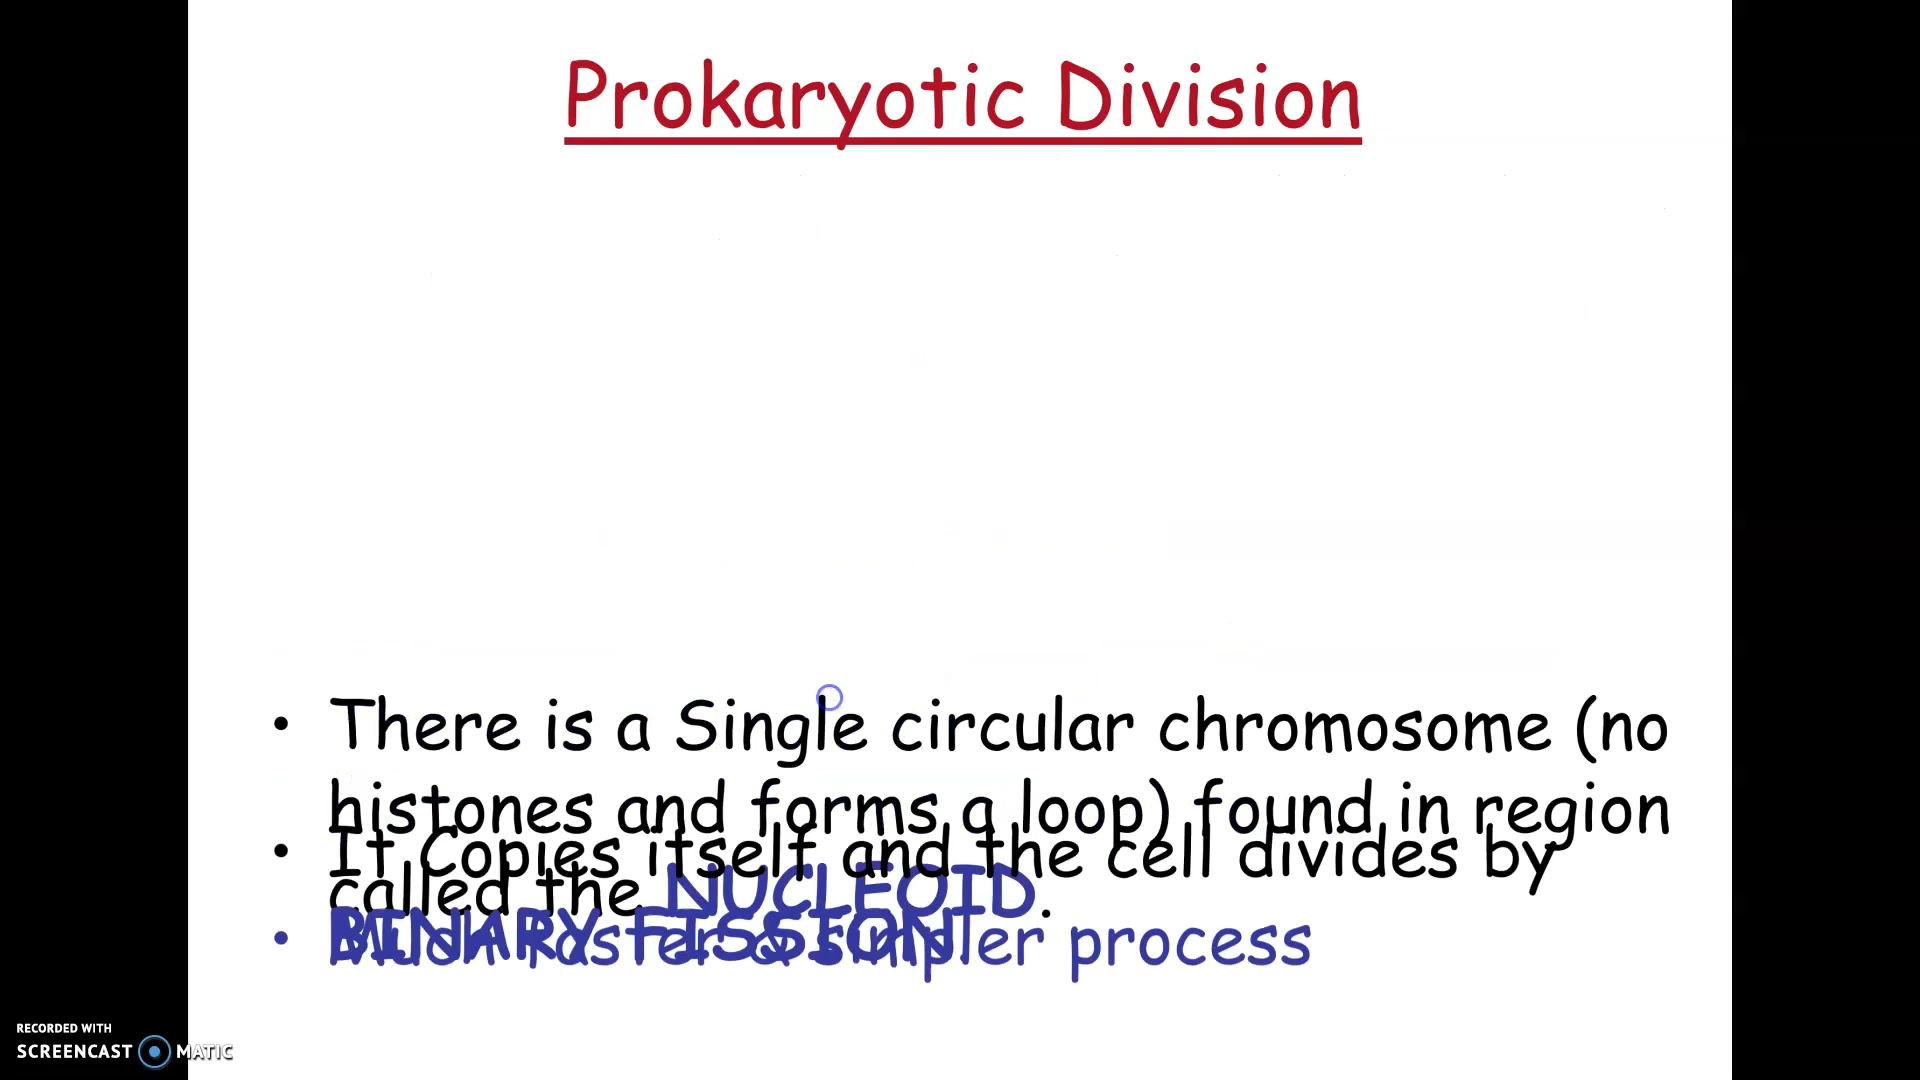 Prokaryotic Division
• There is a Single circular chromosome (no
histones and forms a loop) found in region
called the NUCLEOID.
• It Copies itself and the cell divides by
BINARY FISSION.
• Much faster & simpler process
RECORDED WITH
SCREENCAST MATIC